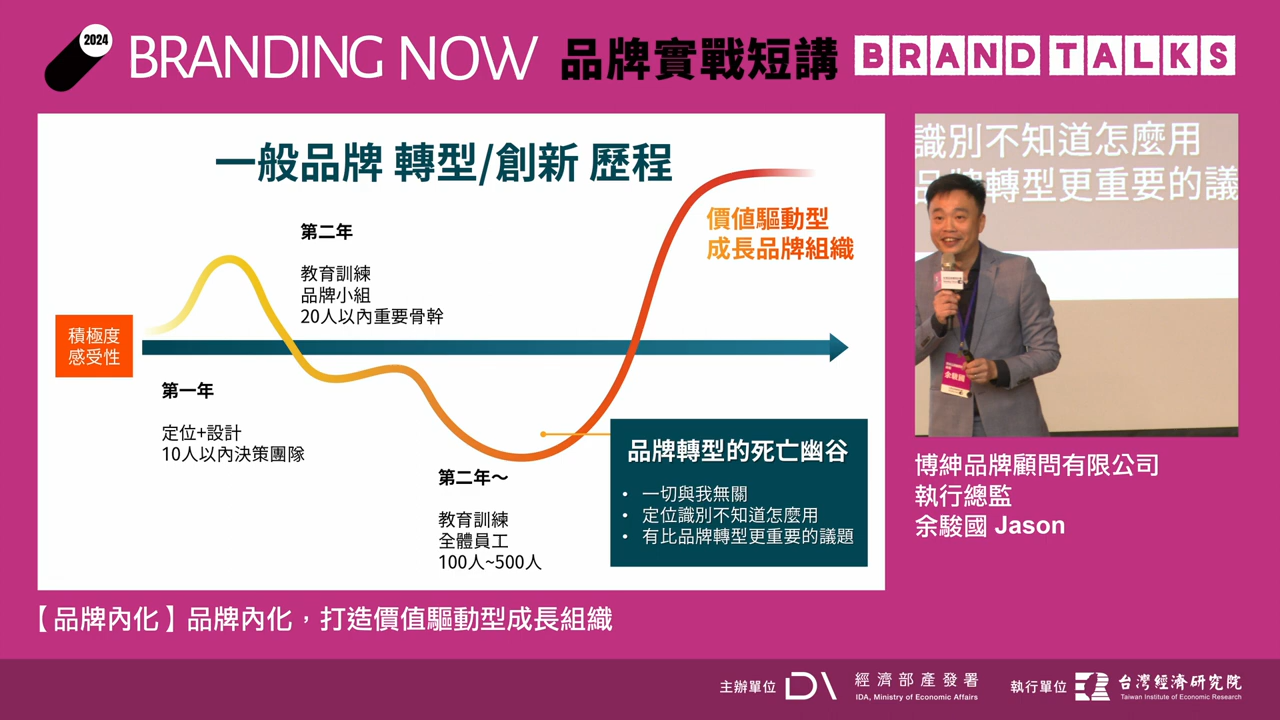 2024
BRANDING NOW 品牌實戰短講 BRAND TALKS
一般品牌 轉型/創新 歷程
第二年
教育訓練
品牌小組
20人以內重要骨幹
價值驅動型
成長品牌組織
積極度
感受性
第一年
定位+設計
10人以內決策團隊
第二年～
教育訓練
全體員工
100人~500人
品牌轉型的死亡幽谷
• 一切與我無關
• 定位識別不知道怎麼用
• 有比品牌轉型更重要的議題
識別不知道怎麼用
品牌轉型更重要的議
余駿國
博紳品牌顧問有限公司
執行總監
余駿國 Jason
【品牌內化】品牌內化，打造價值驅動型成長組織
主辦單位 IDA 經濟部產發署
IDA, Ministry of Economic Affairs
執行單位 台灣經濟研究院
Taiwan Institute of Economic Research